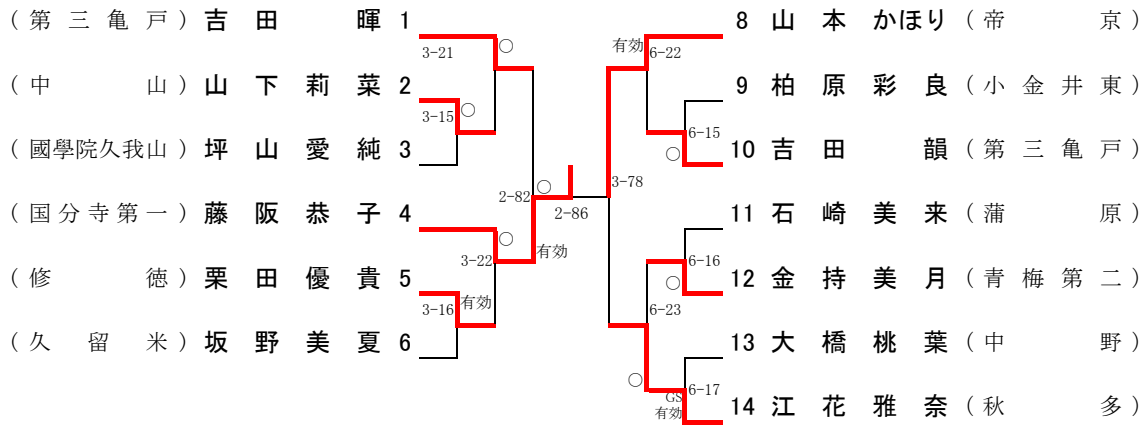 (第三亀戸) 吉田 暉 1
8 山本かほり (帝京)
3-21
○
有効
6-22
(中山) 山下莉菜 2
9 柏原彩良 (小金井東)
3-15
○
6-15
(國學院久我山) 坪山愛純 3
○
10 吉田 韻 (第三亀戸)
2-82
○
3-78
2-86
(国分寺第一) 藤阪恭子 4
11 石崎美来 (蒲原)
3-22
○
有効
6-16
(修徳) 栗田優貴 5
○
12 金持美月 (青梅第二)
3-16
有効
6-23
(久留米) 坂野美夏 6
13 大橋桃葉 (中野)
○
6-17
GS
有効
14 江花雅奈 (秋多)